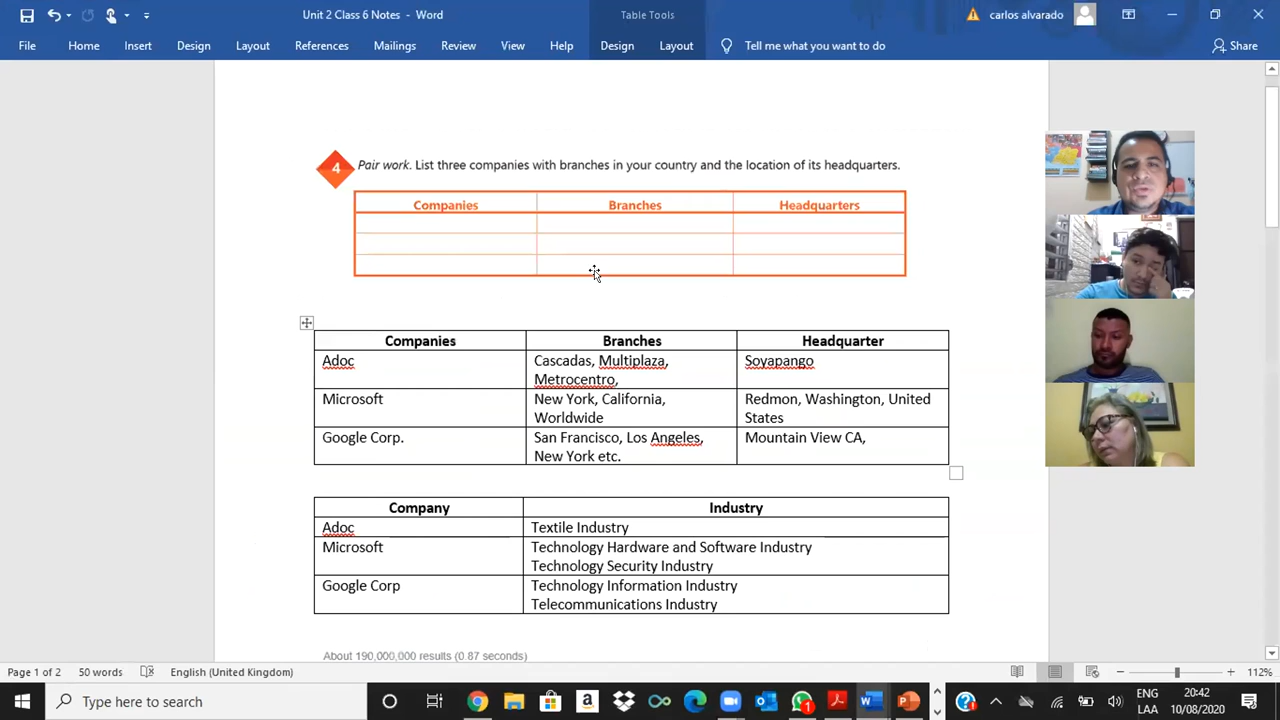 Unit 2 Class 6 Notes - Word
Table Tools
carlos alvarado
File Home Insert Design Layout References Mailings Review View Help Design Layout Tell me what you want to do Share
4 Pair work. List three companies with branches in your country and the location of its headquarters.
Companies Branches Headquarters
Companies Branches Headquarter
Adoc Cascadas, Multiplaza, Soyapango
Metrocentro,
Microsoft New York, California, Redmon, Washington, United
Worldwide States
Google Corp. San Francisco, Los Angeles, Mountain View CA,
New York etc.
Company Industry
Adoc Textile Industry
Microsoft Technology Hardware and Software Industry
Technology Security Industry
Google Corp Technology Information Industry
Telecommunications Industry
About 190,000,000 results (0.87 seconds)
Page 1 of 2 50 words English (United Kingdom) 112%
Type here to search
1
ENG 20:42
LAA 10/08/2020